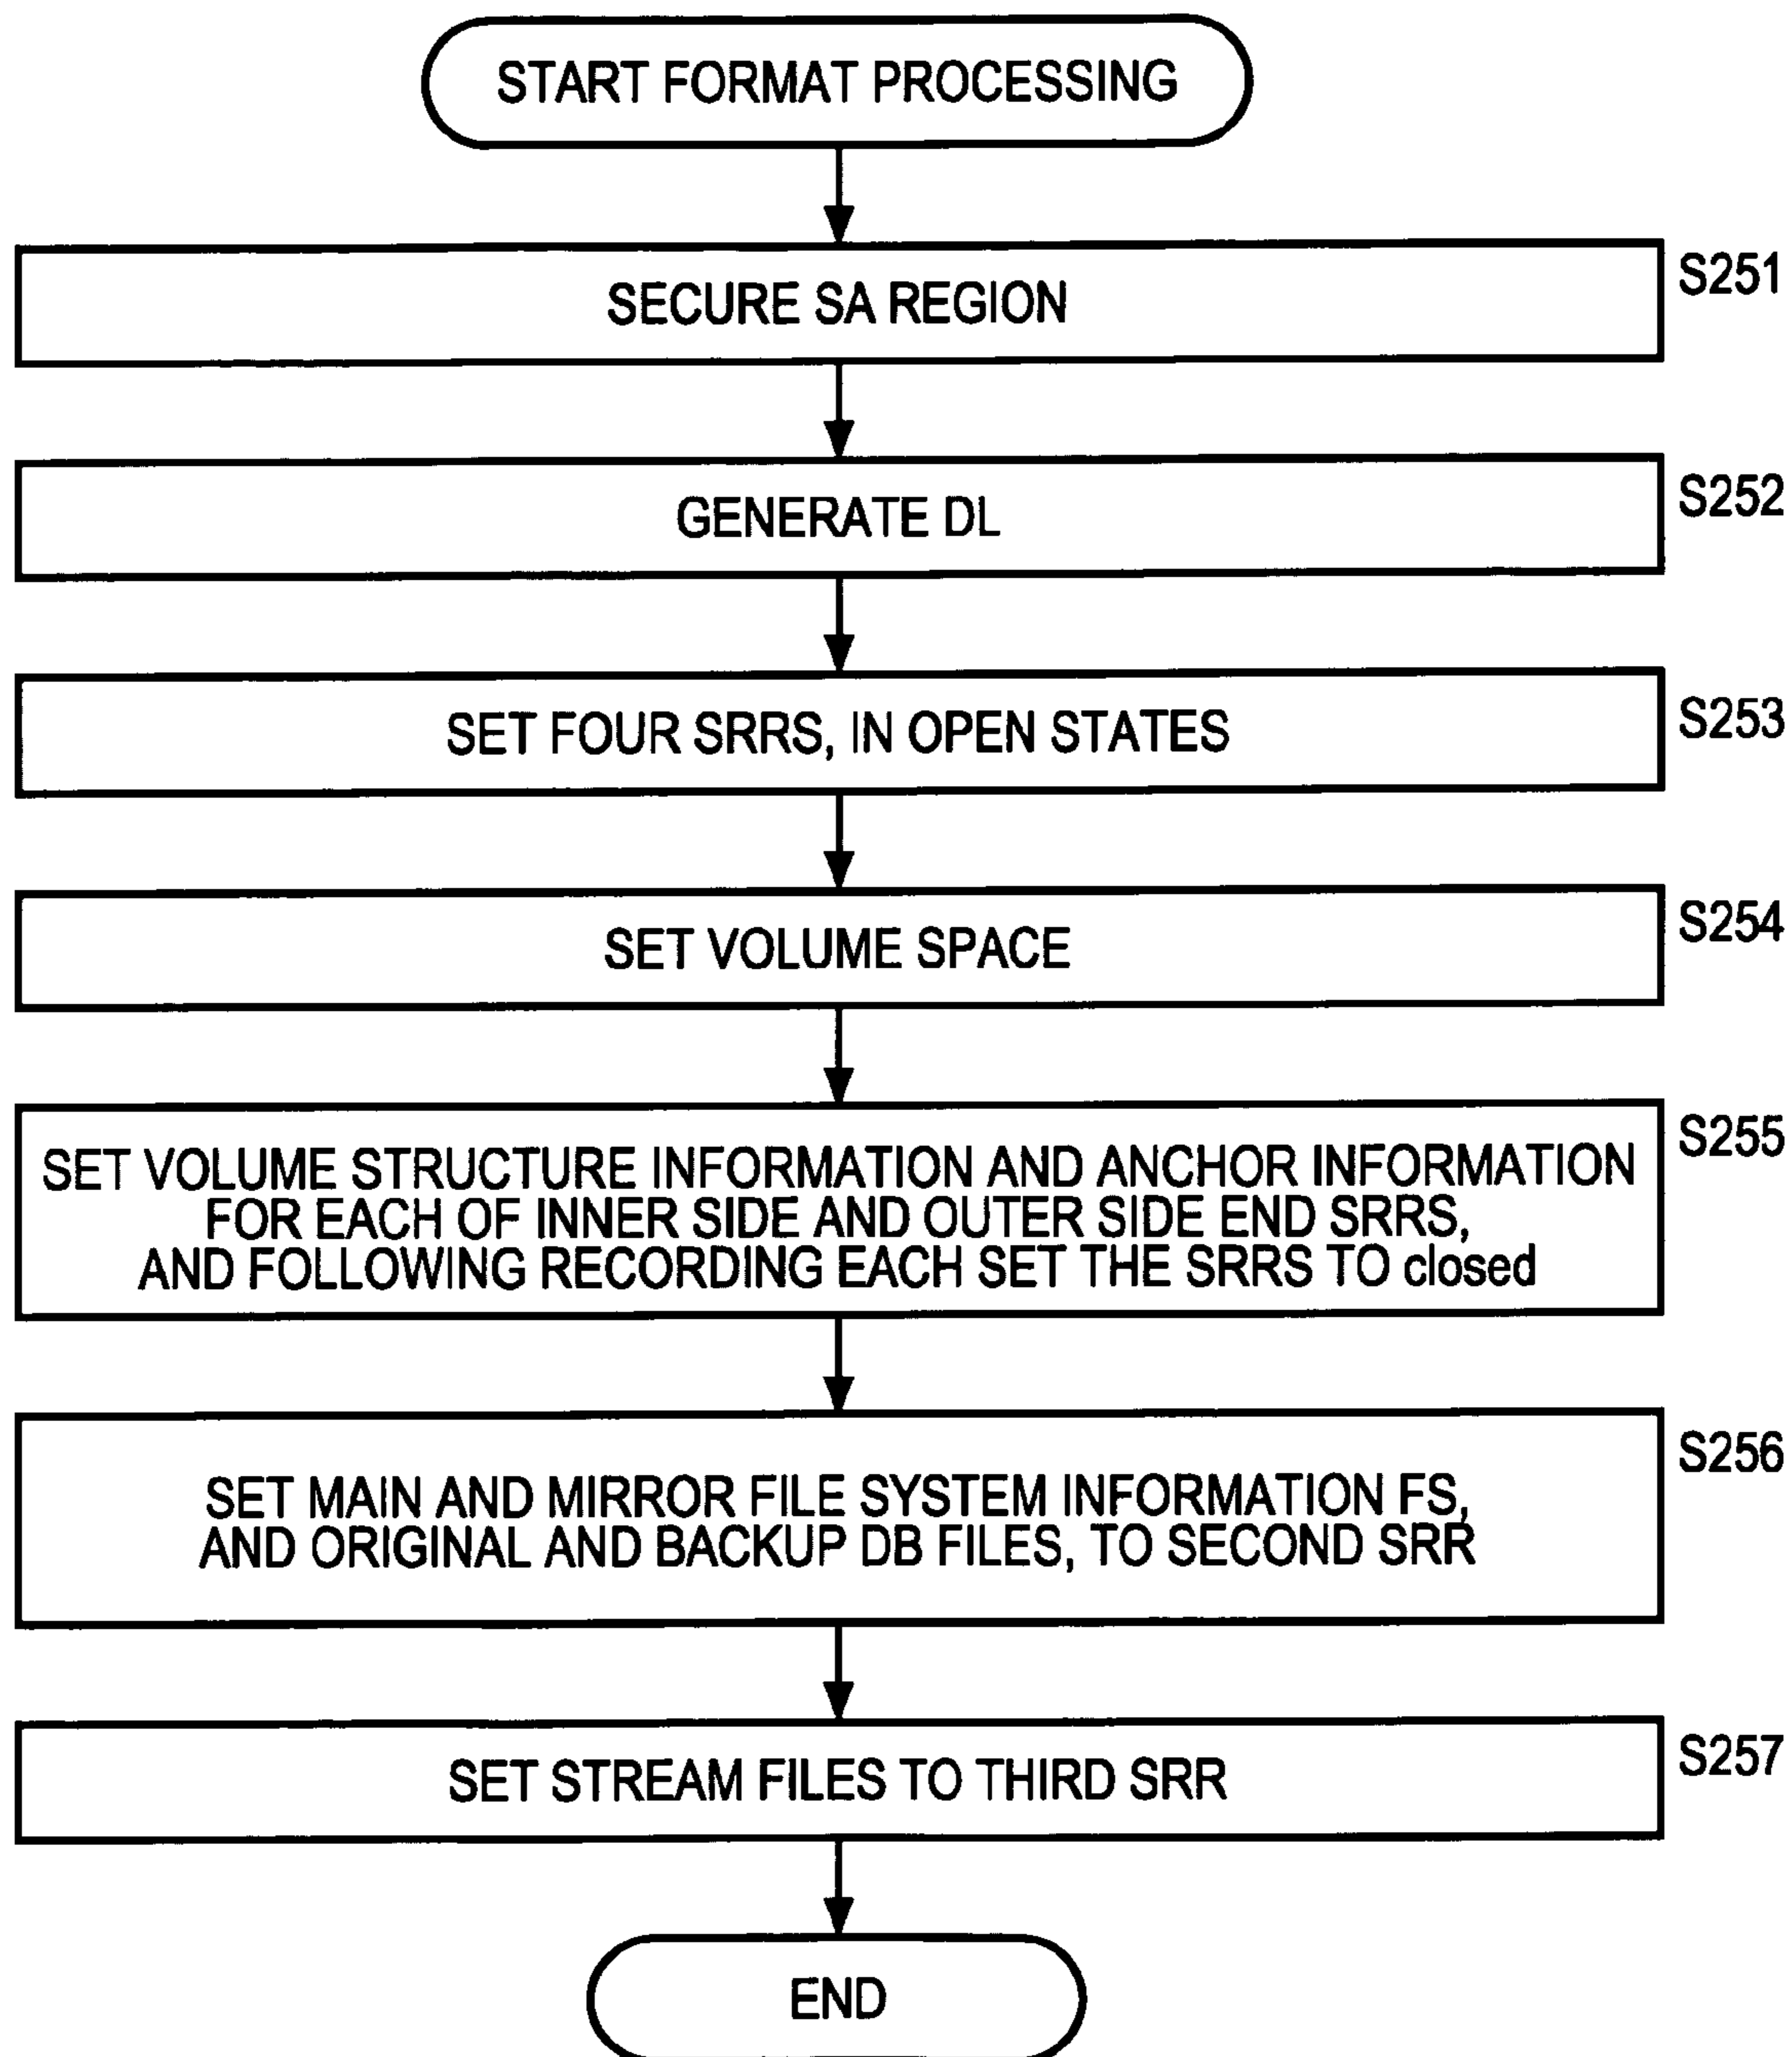 START FORMAT PROCESSING
SECURE SA REGION
S251
GENERATE DL
S252
SET FOUR SRRS, IN OPEN STATES
S253
SET VOLUME SPACE
S254
SET VOLUME STRUCTURE INFORMATION AND ANCHOR INFORMATION
FOR EACH OF INNER SIDE AND OUTER SIDE END SRRS,
AND FOLLOWING RECORDING EACH SET THE SRRS TO closed
S255
SET MAIN AND MIRROR FILE SYSTEM INFORMATION FS,
AND ORIGINAL AND BACKUP DB FILES, TO SECOND SRR
S256
SET STREAM FILES TO THIRD SRR
S257
END